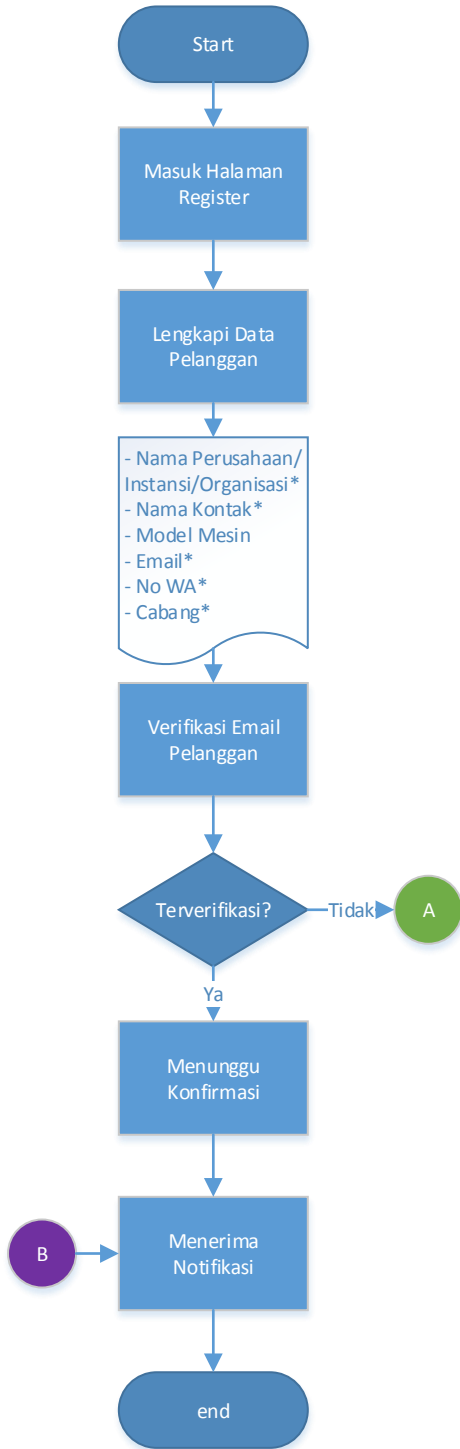 Start
Masuk Halaman
Register
Lengkapi Data
Pelanggan
- Nama Perusahaan/
Instansi/Organisasi*
- Nama Kontak*
- Model Mesin
- Email*
- No WA*
- Cabang*
Verifikasi Email
Pelanggan
Terverifikasi?
Tidak
A
Ya
Menunggu
Konfirmasi
B
Menerima
Notifikasi
end